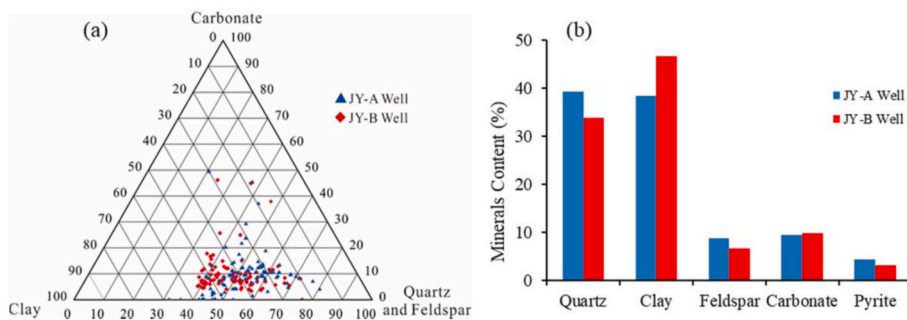 (a)
Carbonate
0 100
10 90
20 80
30 70
40 60
50 50
60 40
70 30
80 20
90 10
100 0
Clay
Quartz
and Feldspar
0 10 20 30 40 50 60 70 80 90 100
JY-A Well
JY-B Well
(b)
Minerals Content (%)
50
40
30
20
10
0
JY-A Well
JY-B Well
Quartz Clay Feldspar Carbonate Pyrite